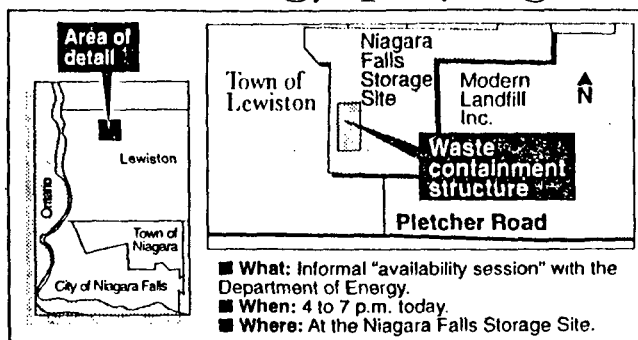 Area of
detail
Lewiston
Ontario
Town of
Niagara
City of Niagara Falls
Town of
Lewiston
Niagara
Falls
Storage
Site
Modern
Landfill
Inc.
N
Waste
containment
structure
Pletcher Road
■ What: Informal "availability session" with the
Department of Energy.
■ When: 4 to 7 p.m. today.
■ Where: At the Niagara Falls Storage Site.